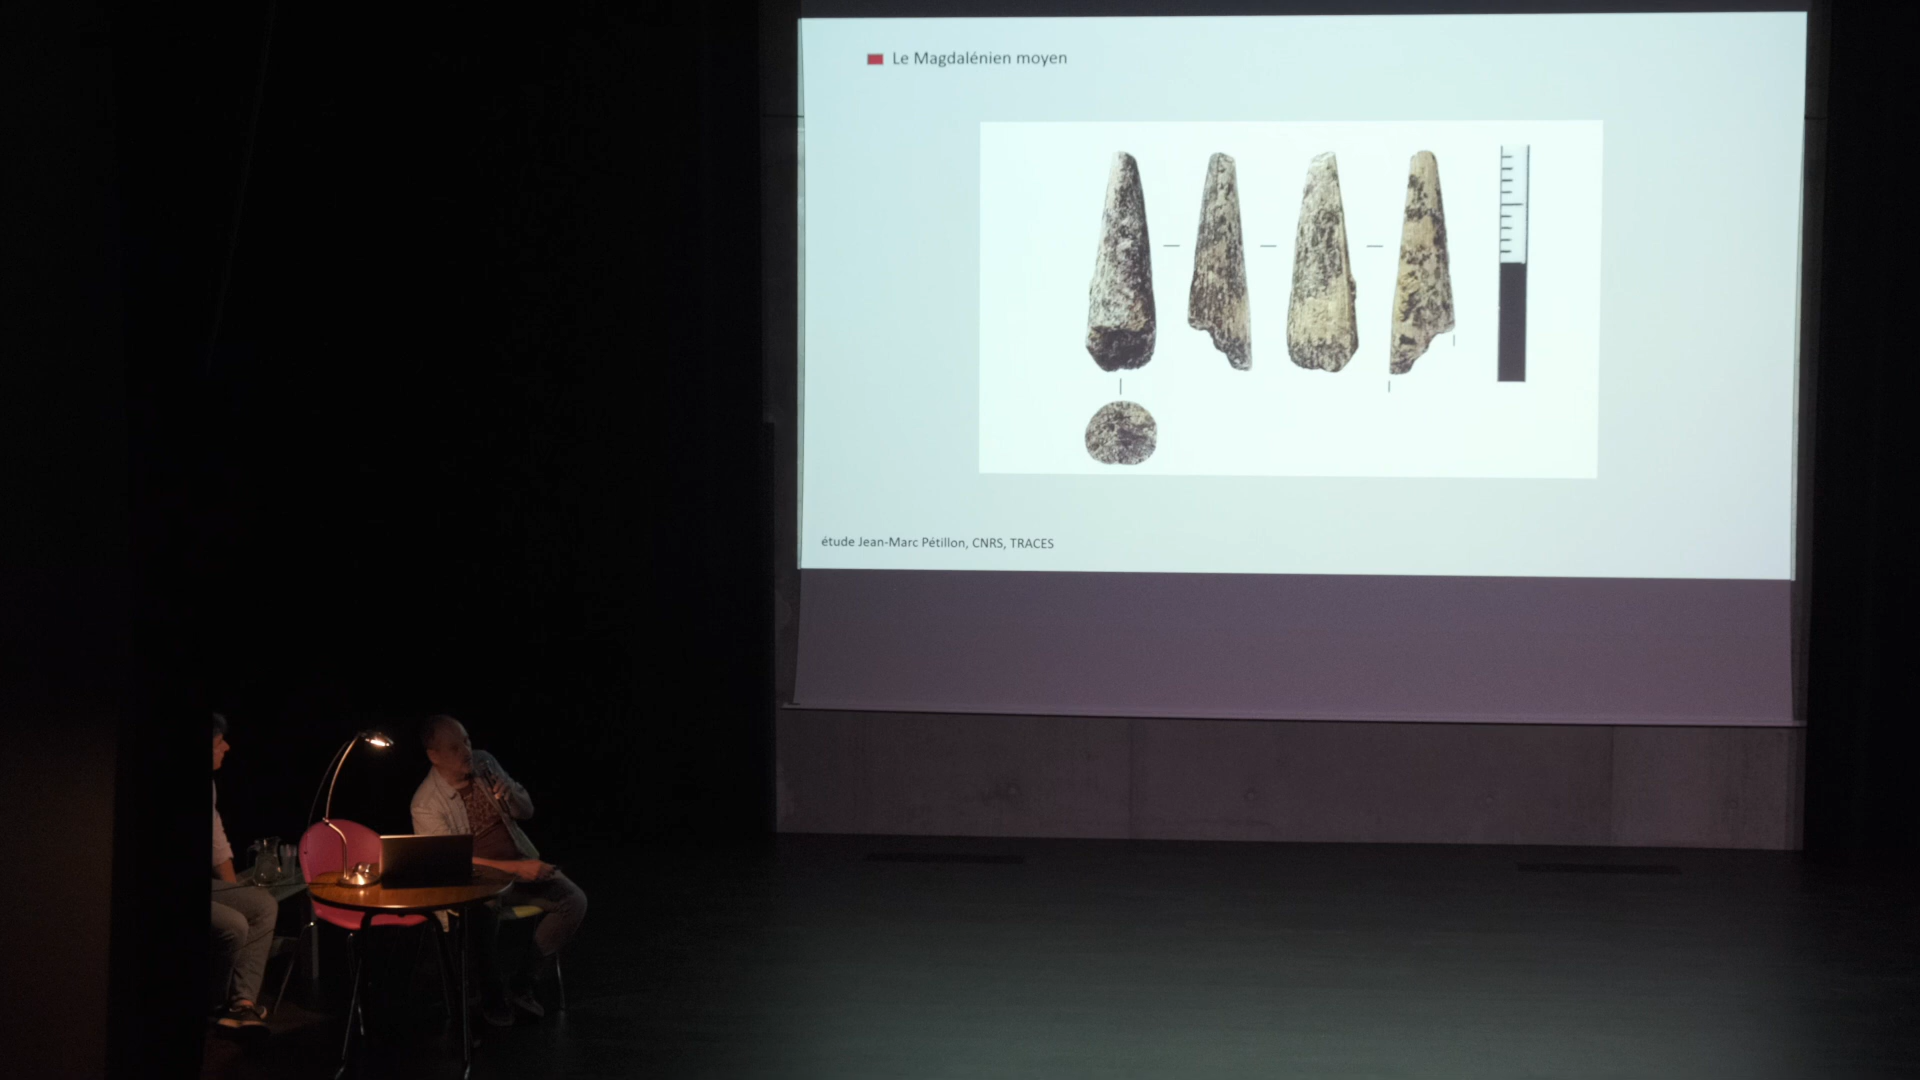 Le Magdalénien moyen
étude Jean-Marc Pétillon, CNRS, TRACES